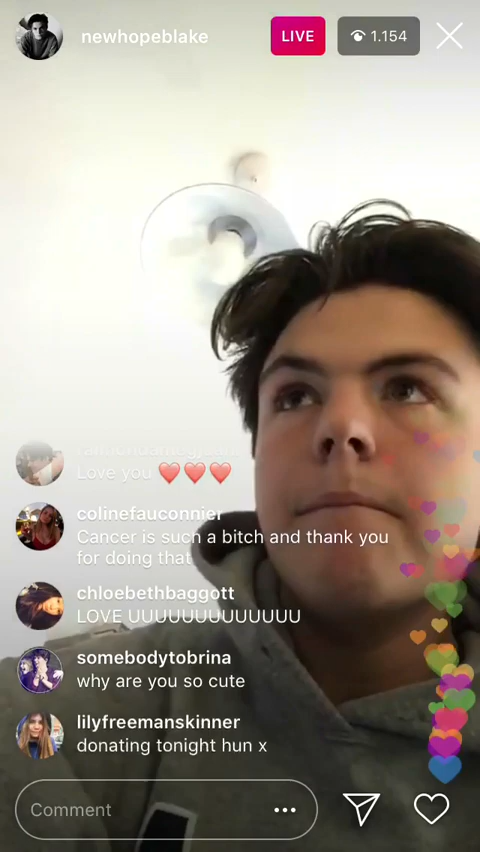 newhopeblake
LIVE
1.154
Love you ❤️❤️❤️
colinefauconnier
Cancer is such a bitch and thank you
for doing that
chloebethbaggott
LOVE UUUUUUUUUUUUU
somebodytobrina
why are you so cute
lilyfreemanskinner
donating tonight hun x
Comment